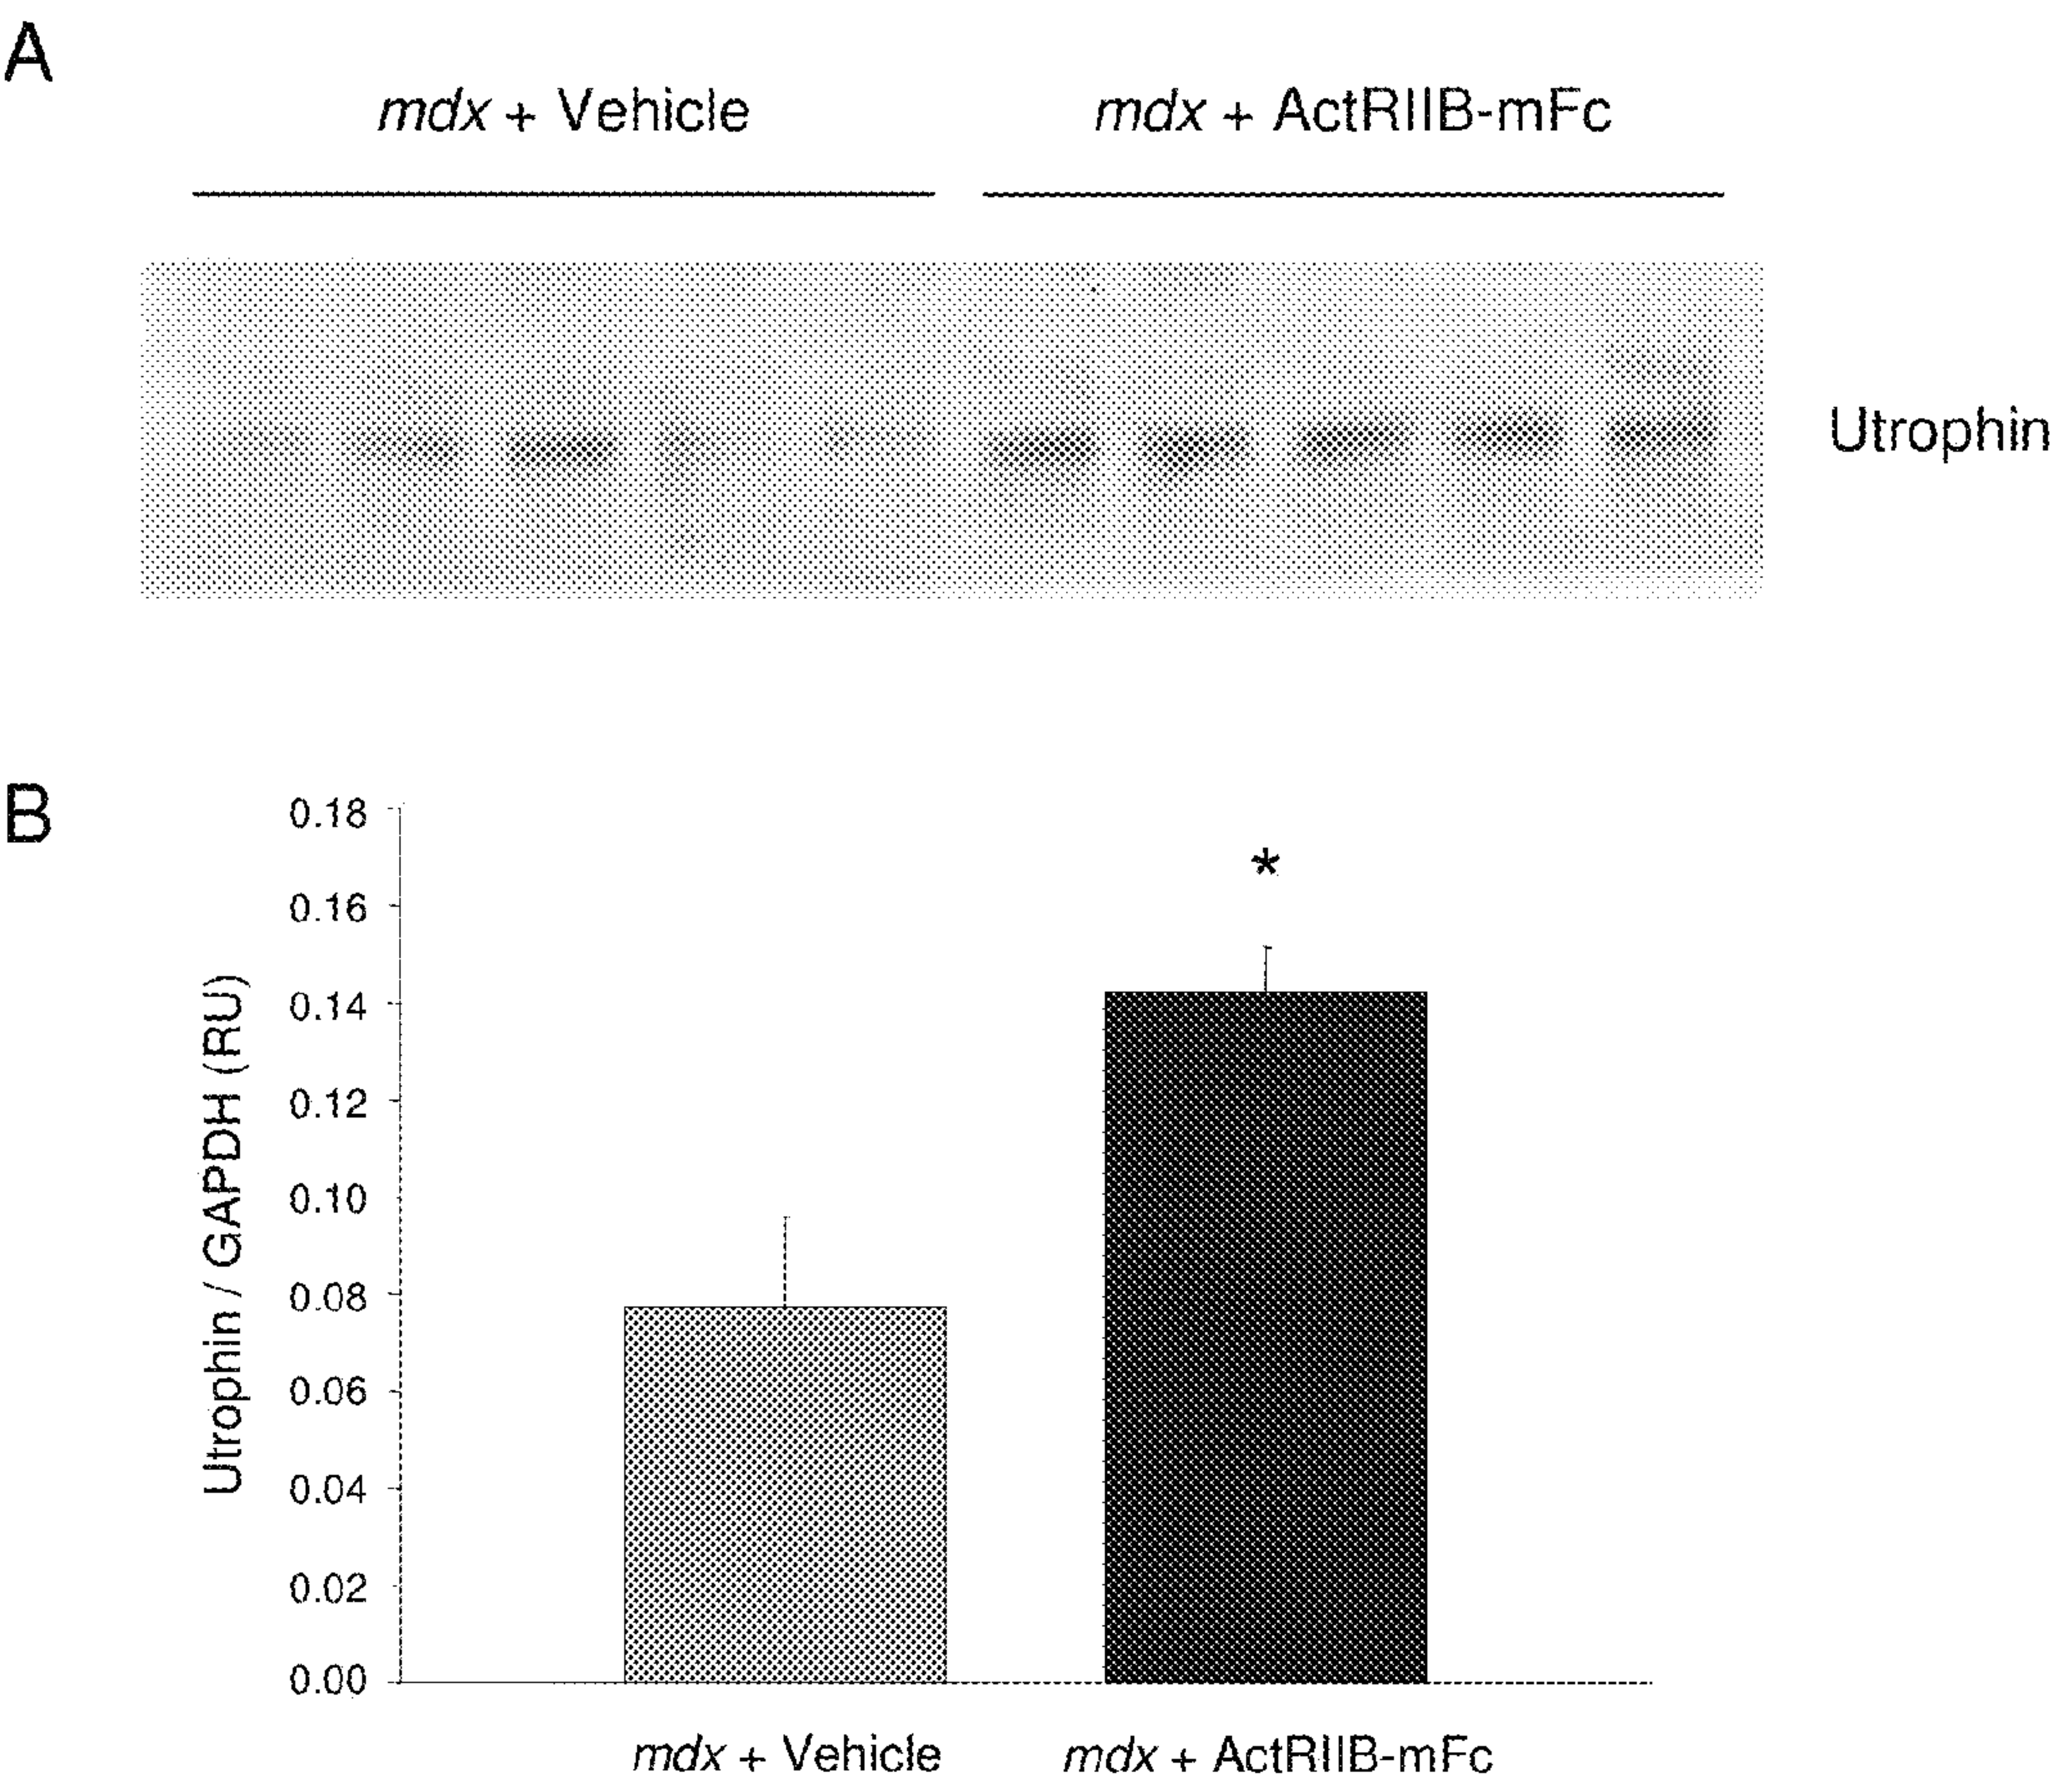 A
mdx + Vehicle
mdx + ActRIIB-mFc
Utrophin
B
0.18
0.16
0.14
0.12
0.10
0.08
0.06
0.04
0.02
0.00
Utrophin / GAPDH (RU)
*
mdx + Vehicle
mdx + ActRIIB-mFc